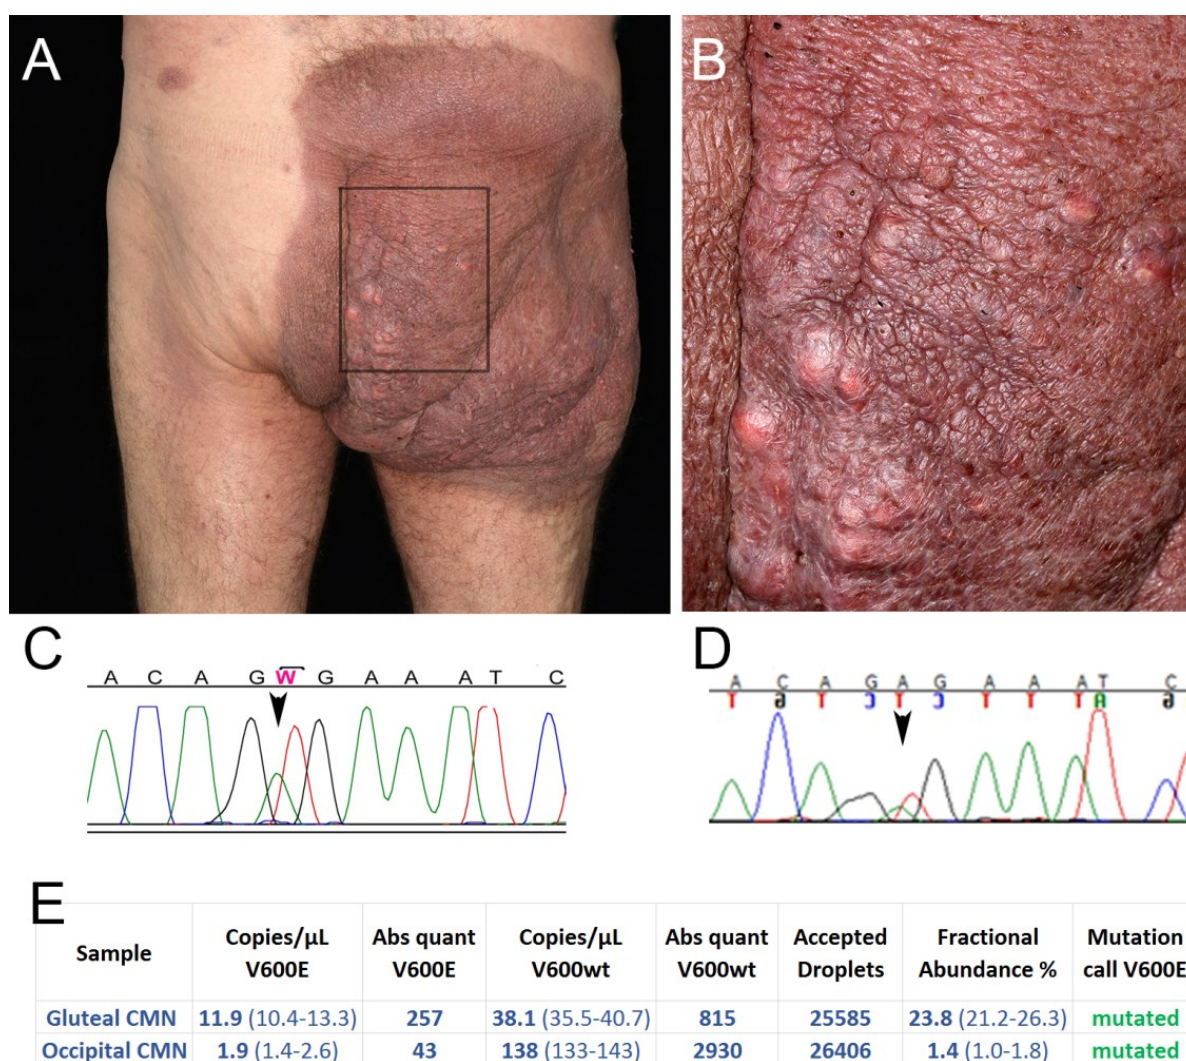 A B
C
A C A G W G A A A T C
D
A C A G A G A A A T C
T G T C T C T T T A G
E
Sample Copies/µL V600E Abs quant V600E Copies/µL V600wt Abs quant V600wt Accepted Droplets Fractional Abundance % Mutation call V600E
Gluteal CMN 11.9 (10.4-13.3) 257 38.1 (35.5-40.7) 815 25585 23.8 (21.2-26.3) mutated
Occipital CMN 1.9 (1.4-2.6) 43 138 (133-143) 2930 26406 1.4 (1.0-1.8) mutated